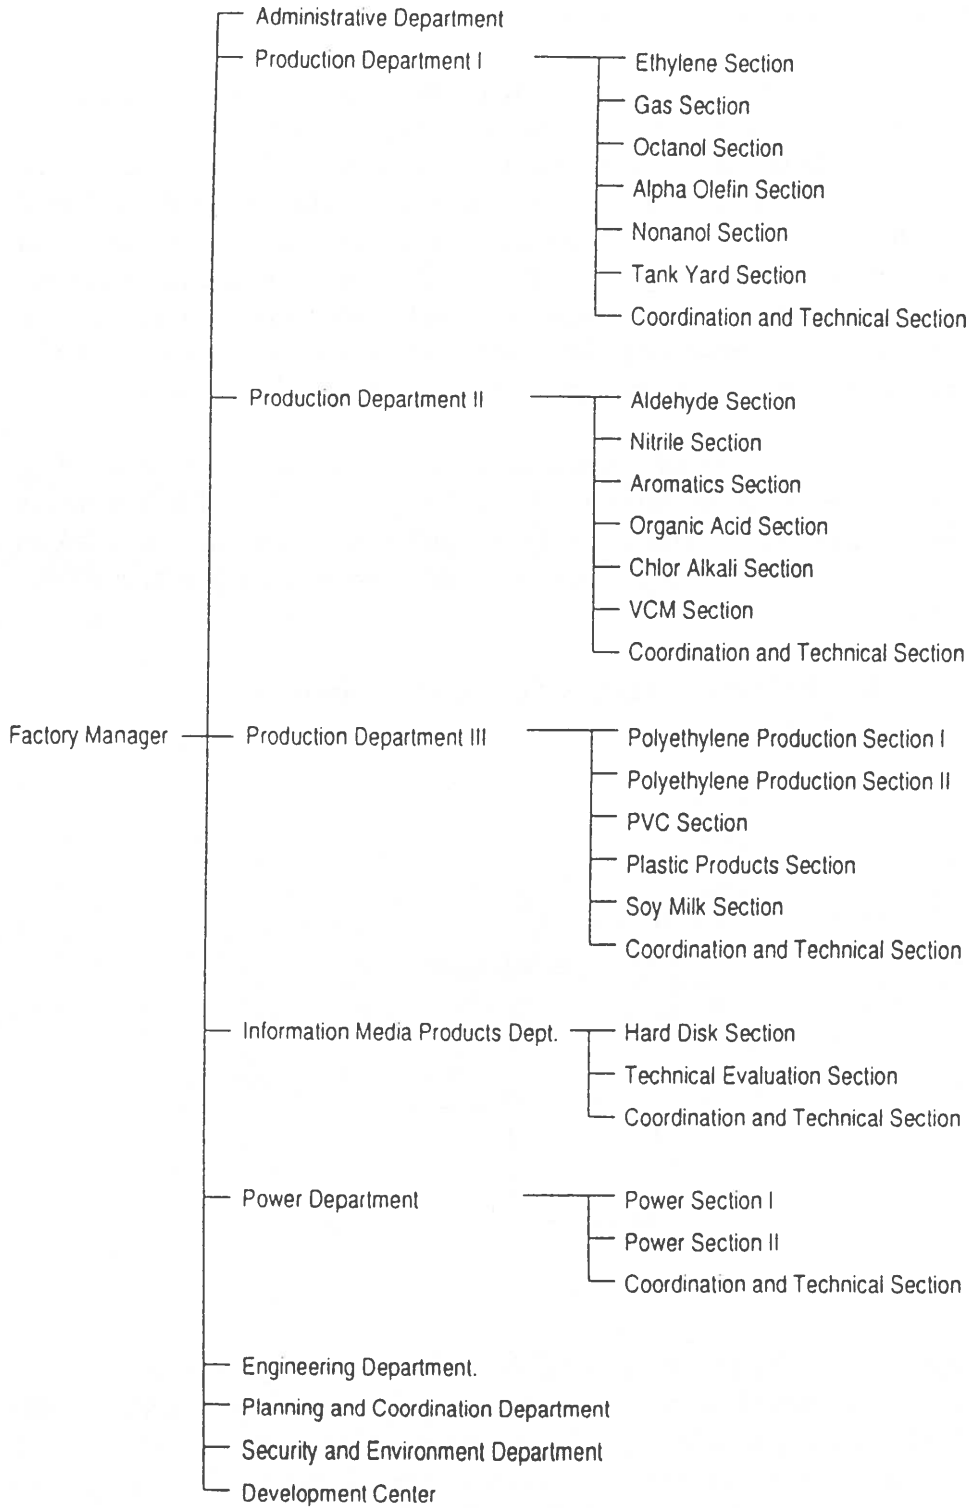 Administrative Department
Production Department I
Ethylene Section
Gas Section
Octanol Section
Alpha Olefin Section
Nonanol Section
Tank Yard Section
Coordination and Technical Section
Production Department II
Aldehyde Section
Nitrile Section
Aromatics Section
Organic Acid Section
Chlor Alkali Section
VCM Section
Coordination and Technical Section
Factory Manager
Production Department III
Polyethylene Production Section I
Polyethylene Production Section II
PVC Section
Plastic Products Section
Soy Milk Section
Coordination and Technical Section
Information Media Products Dept.
Hard Disk Section
Technical Evaluation Section
Coordination and Technical Section
Power Department
Power Section I
Power Section II
Coordination and Technical Section
Engineering Department.
Planning and Coordination Department
Security and Environment Department
Development Center